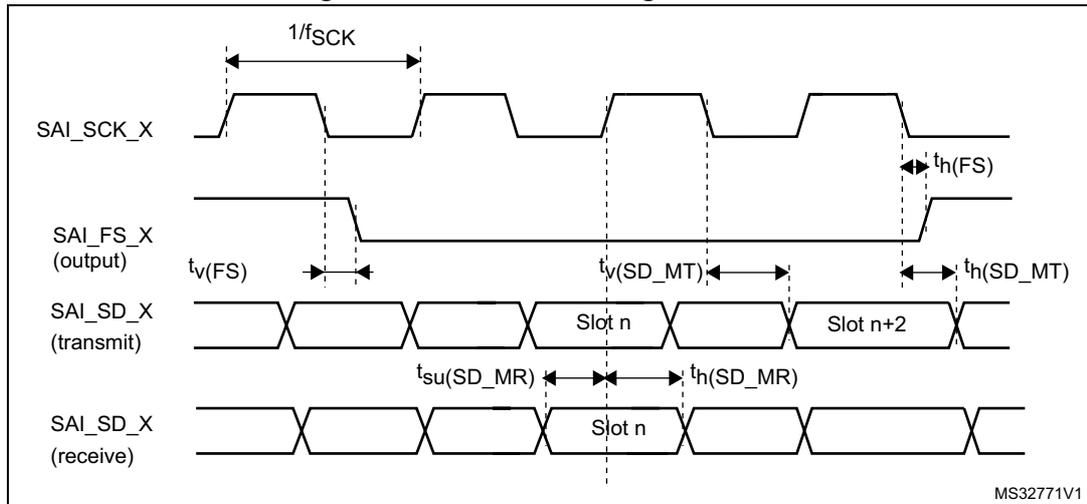 1/fSCK
SAI_SCK_X
th(FS)
SAI_FS_X
(output)
tv(FS)
tv(SD_MT)
th(SD_MT)
SAI_SD_X
(transmit)
Slot n
Slot n+2
tsu(SD_MR)
th(SD_MR)
SAI_SD_X
(receive)
Slot n
MS32771V1